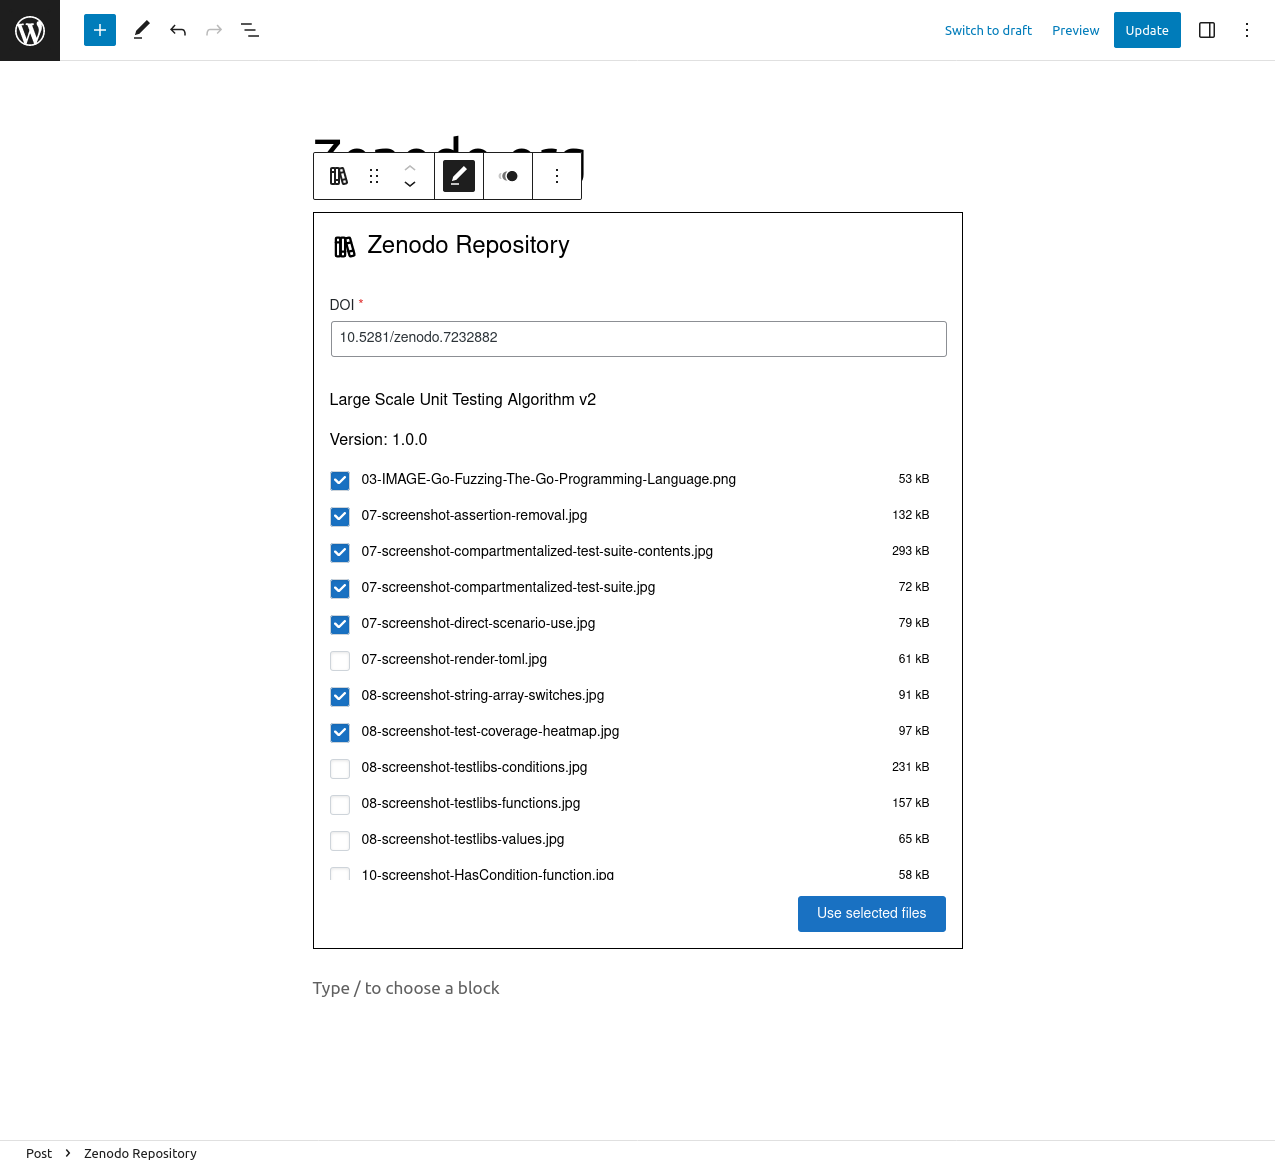 Switch to draft Preview Update
Zenodo.org
Zenodo Repository
DOI *
10.5281/zenodo.7232882
Large Scale Unit Testing Algorithm v2
Version: 1.0.0
03-IMAGE-Go-Fuzzing-The-Go-Programming-Language.png 53 kB
07-screenshot-assertion-removal.jpg 132 kB
07-screenshot-compartmentalized-test-suite-contents.jpg 293 kB
07-screenshot-compartmentalized-test-suite.jpg 72 kB
07-screenshot-direct-scenario-use.jpg 79 kB
07-screenshot-render-toml.jpg 61 kB
08-screenshot-string-array-switches.jpg 91 kB
08-screenshot-test-coverage-heatmap.jpg 97 kB
08-screenshot-testlibs-conditions.jpg 231 kB
08-screenshot-testlibs-functions.jpg 157 kB
08-screenshot-testlibs-values.jpg 65 kB
10-screenshot-HasCondition-function.jpg 58 kB
Use selected files
Type / to choose a block
Post > Zenodo Repository